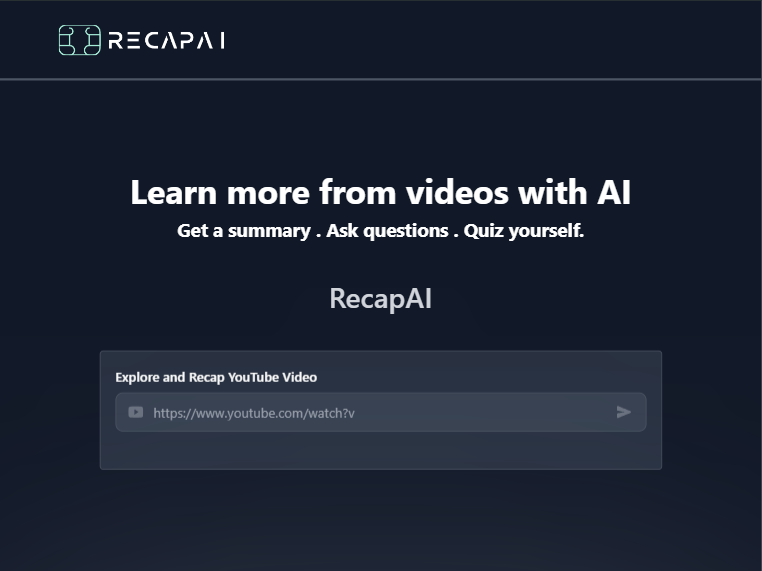 RECAPAI
Learn more from videos with AI
Get a summary . Ask questions . Quiz yourself.
RecapAI
Explore and Recap YouTube Video
https://www.youtube.com/watch?v